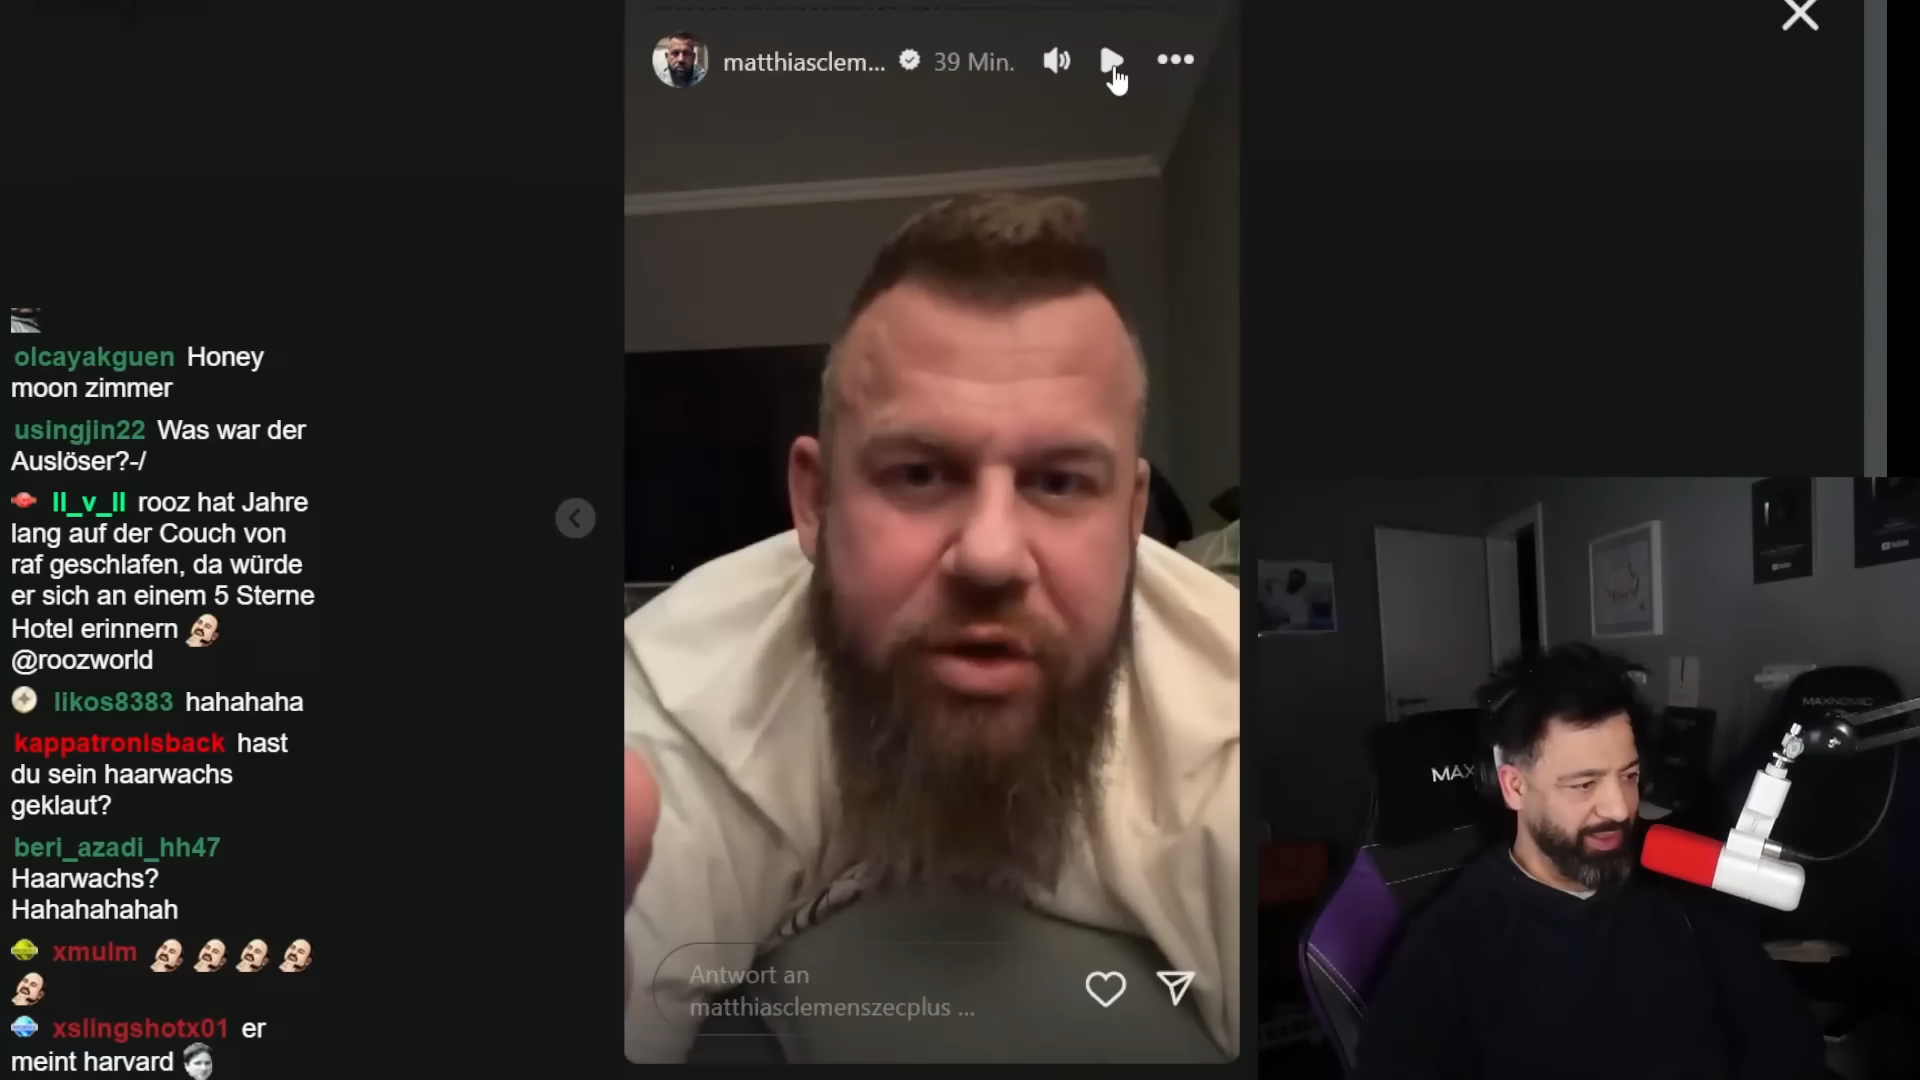 matthiasclem... 39 Min.
olcayakguen Honey
moon zimmer
usingjin22 Was war der
Auslöser?-/
ll_v_ll rooz hat Jahre
lang auf der Couch von
raf geschlafen, da würde
er sich an einem 5 Sterne
Hotel erinnern
@roozworld
likos8383 hahahaha
kappatronisback hast
du sein haarwachs
geklaut?
beri_azadi_hh47
Haarwachs?
Hahahahahah
xmulm
xslingshotx01 er
meint harvard
Antwort an
matthiasclemenszecplus ...
MAX
MAXNOMIC